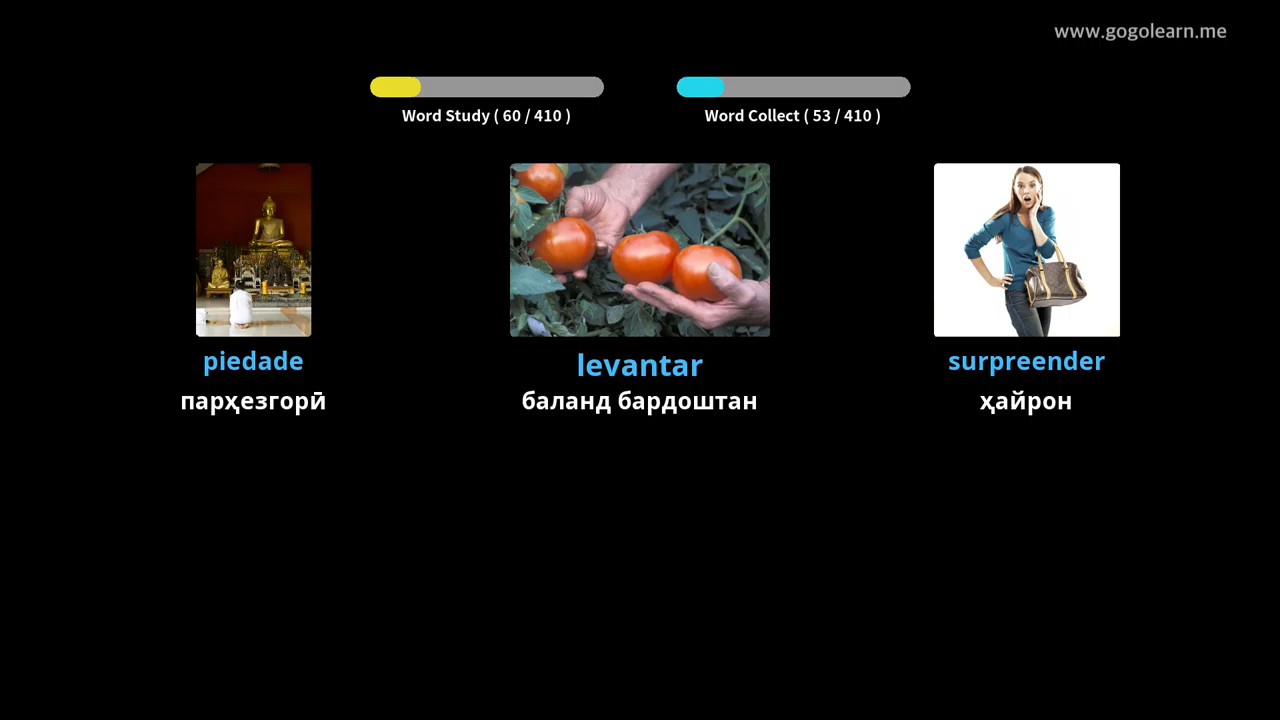 www.gogolearn.me
Word Study ( 60 / 410 )
Word Collect ( 53 / 410 )
piedade
levantar
surpreender
парҳезгорӣ
баланд бардоштан
ҳайрон